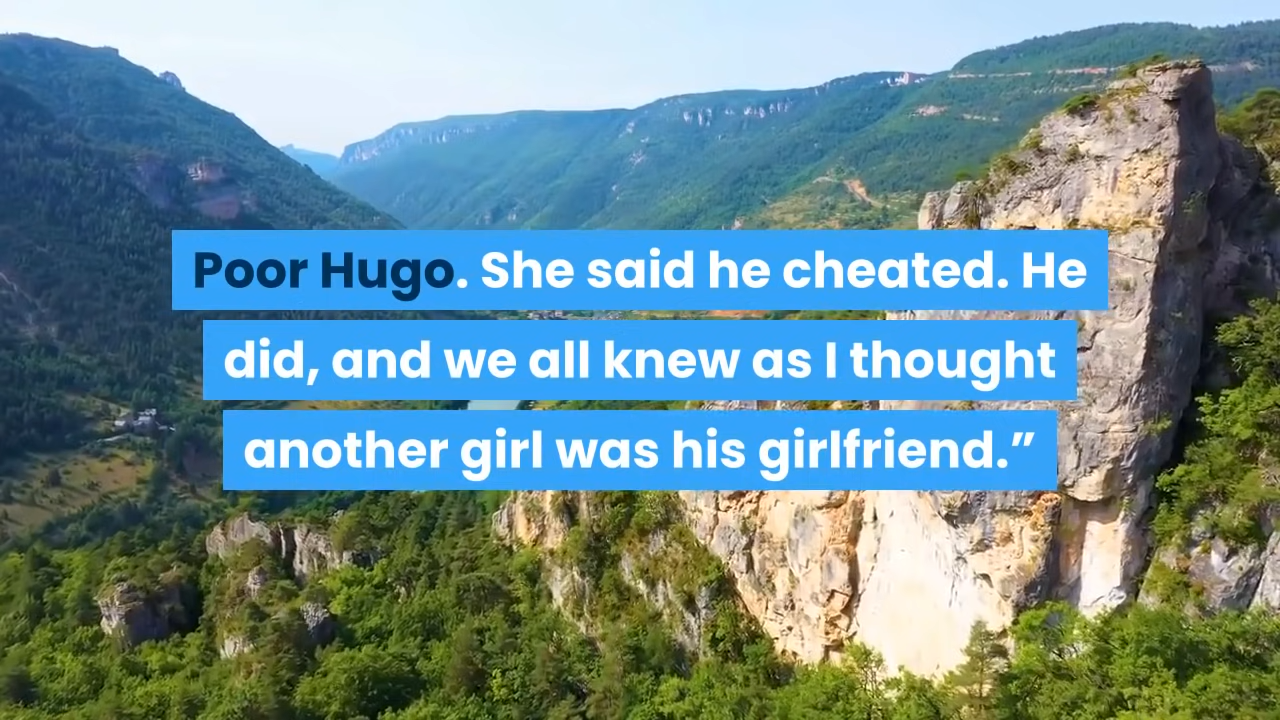 Poor Hugo. She said he cheated. He
did, and we all knew as I thought
another girl was his girlfriend.”